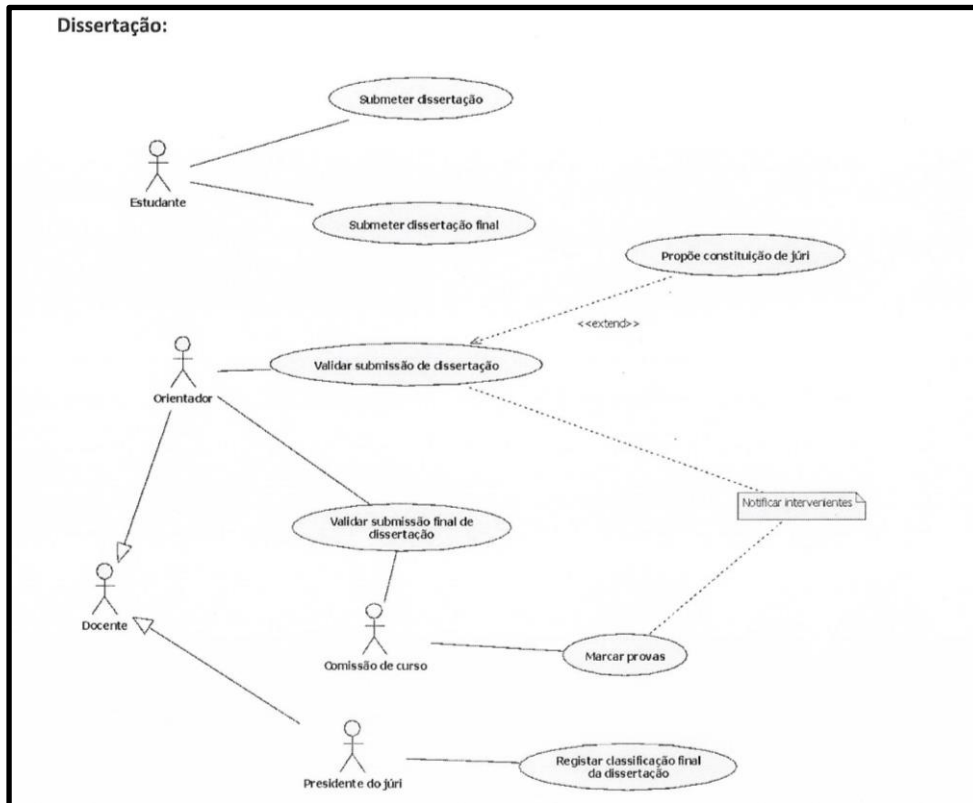 Dissertação:
Submeter dissertação
Estudante
Submeter dissertação final
Propõe constituição de júri
<<extend>>
Validar submissão de dissertação
Orientador
Notificar intervenientes
Validar submissão final de
dissertação
Docente
Comissão de curso
Marcar provas
Presidente do júri
Registar classificação final
da dissertação